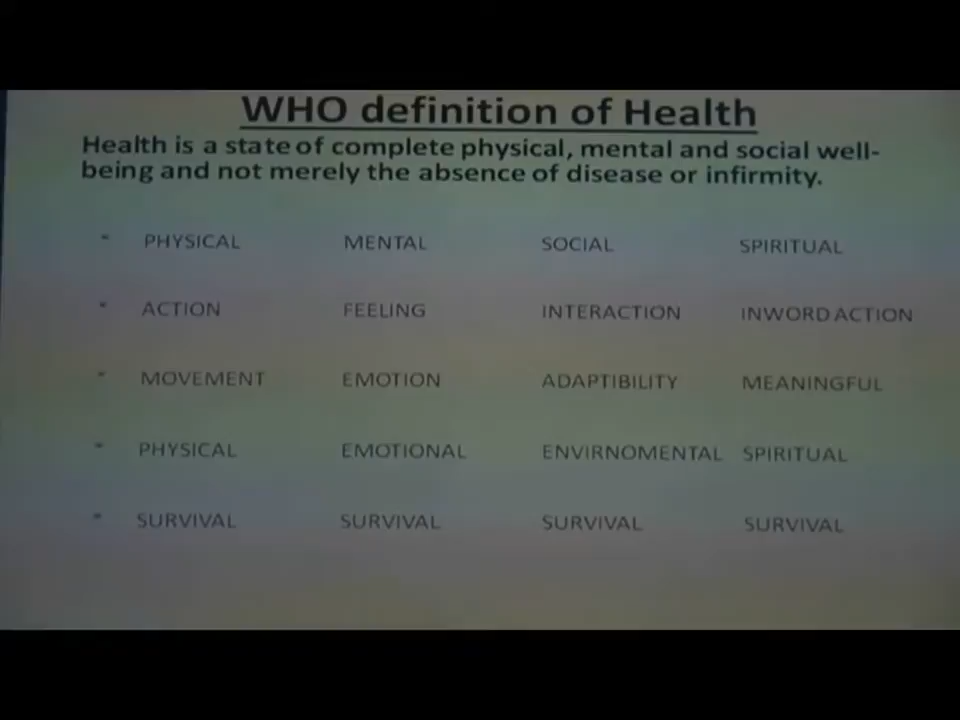 WHO definition of Health
Health is a state of complete physical, mental and social well-
being and not merely the absence of disease or infirmity.
* PHYSICAL MENTAL SOCIAL SPIRITUAL
* ACTION FEELING INTERACTION INWORD ACTION
* MOVEMENT EMOTION ADAPTIBILITY MEANINGFUL
* PHYSICAL EMOTIONAL ENVIRNOMENTAL SPIRITUAL
* SURVIVAL SURVIVAL SURVIVAL SURVIVAL